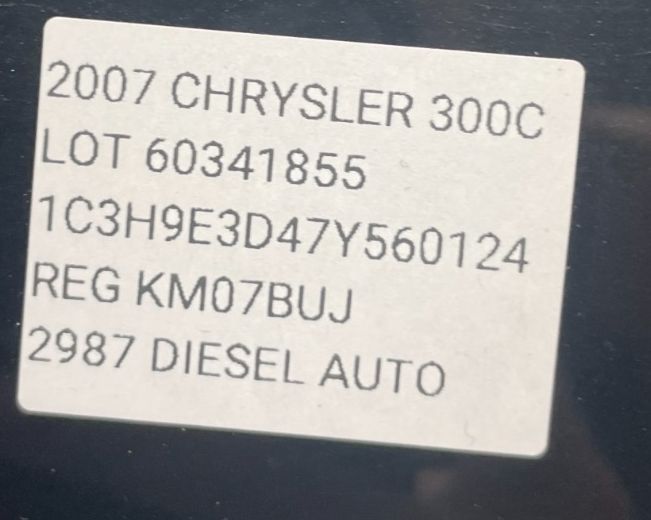 2007 CHRYSLER 300C
LOT 60341855
1C3H9E3D47Y560124
REG KM07BUJ
2987 DIESEL AUTO